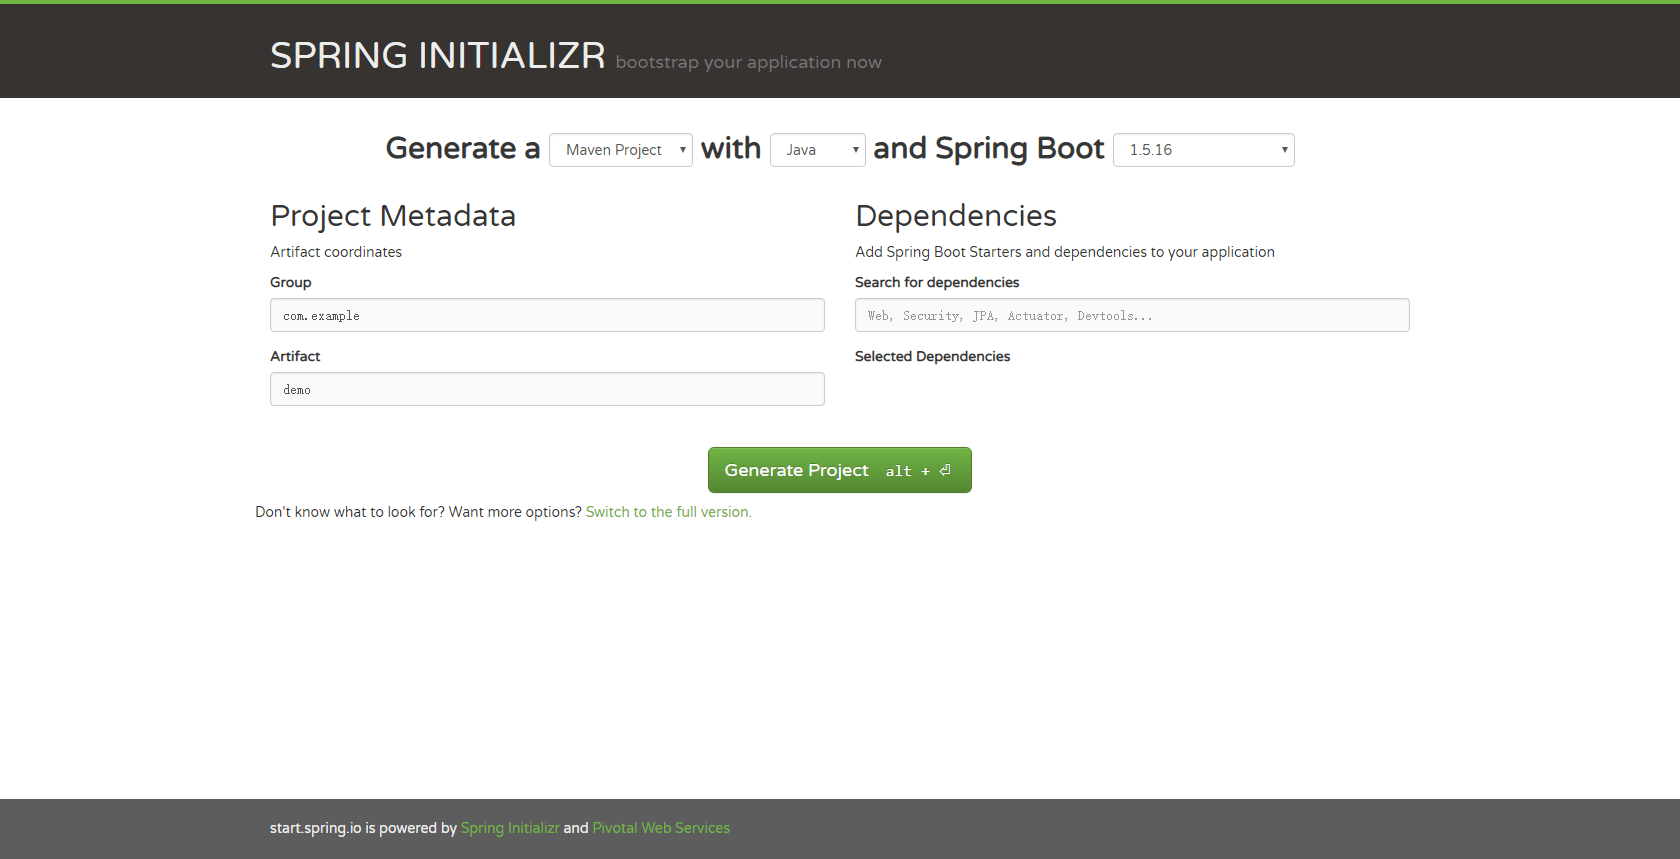 SPRING INITIALIZR bootstrap your application now
Generate a Maven Project with Java and Spring Boot 1.5.16
Project Metadata
Artifact coordinates
Group
com.example
Artifact
demo
Dependencies
Add Spring Boot Starters and dependencies to your application
Search for dependencies
Web, Security, JPA, Actuator, Devtools...
Selected Dependencies
Generate Project alt + ⏎
Don't know what to look for? Want more options? Switch to the full version.
start.spring.io is powered by Spring Initializr and Pivotal Web Services